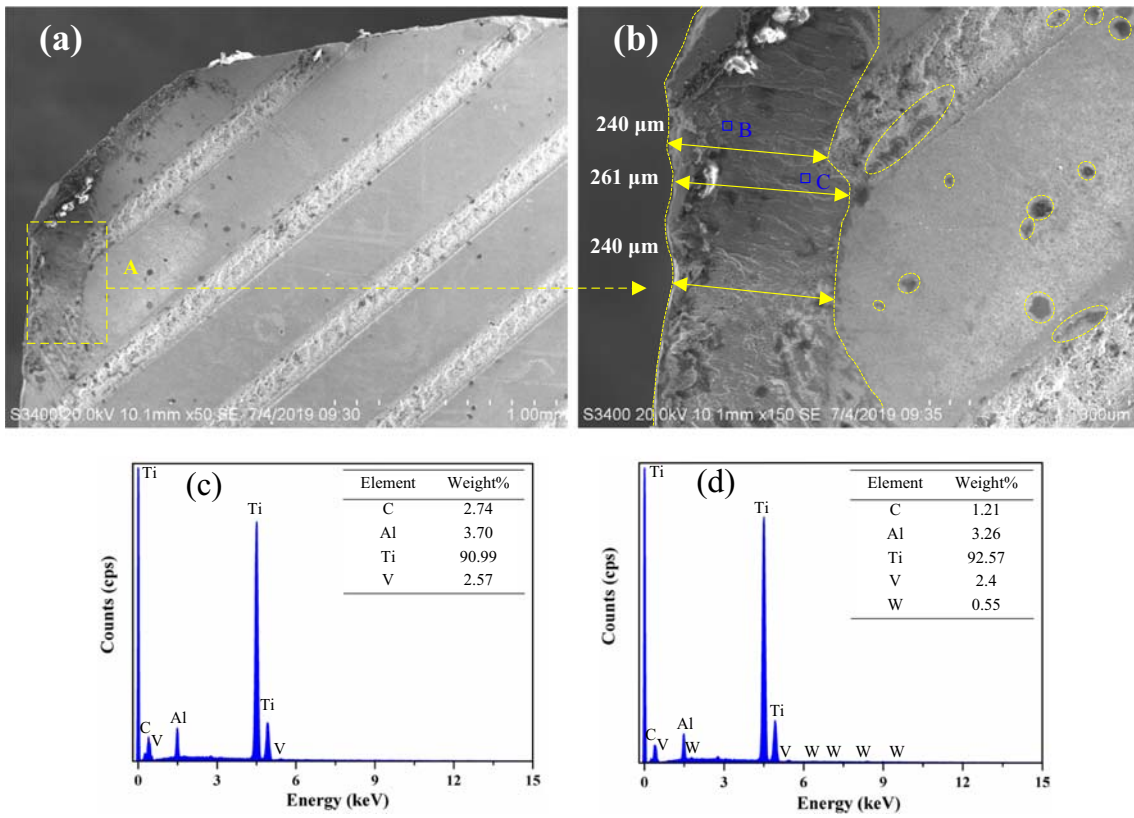 (a)
A
S3400 20.0kV 10.1mm x50 SE 7/4/2019 09:30
1.00mm
(b)
240 μm
B
261 μm
C
240 μm
S3400 20.0kV 10.1mm x150 SE 7/4/2019 09:35
300um
(c)
Ti
Element Weight%
C 2.74
Al 3.70
Ti 90.99
V 2.57
Ti
Ti
C
V
Al
V
Counts (cps)
0 3 6 9 12 15
Energy (keV)
(d)
Ti
Element Weight%
C 1.21
Al 3.26
Ti 92.57
V 2.4
W 0.55
Ti
Ti
C
V
Al
W
V W W W W
Counts (cps)
0 3 6 9 12 15
Energy (keV)